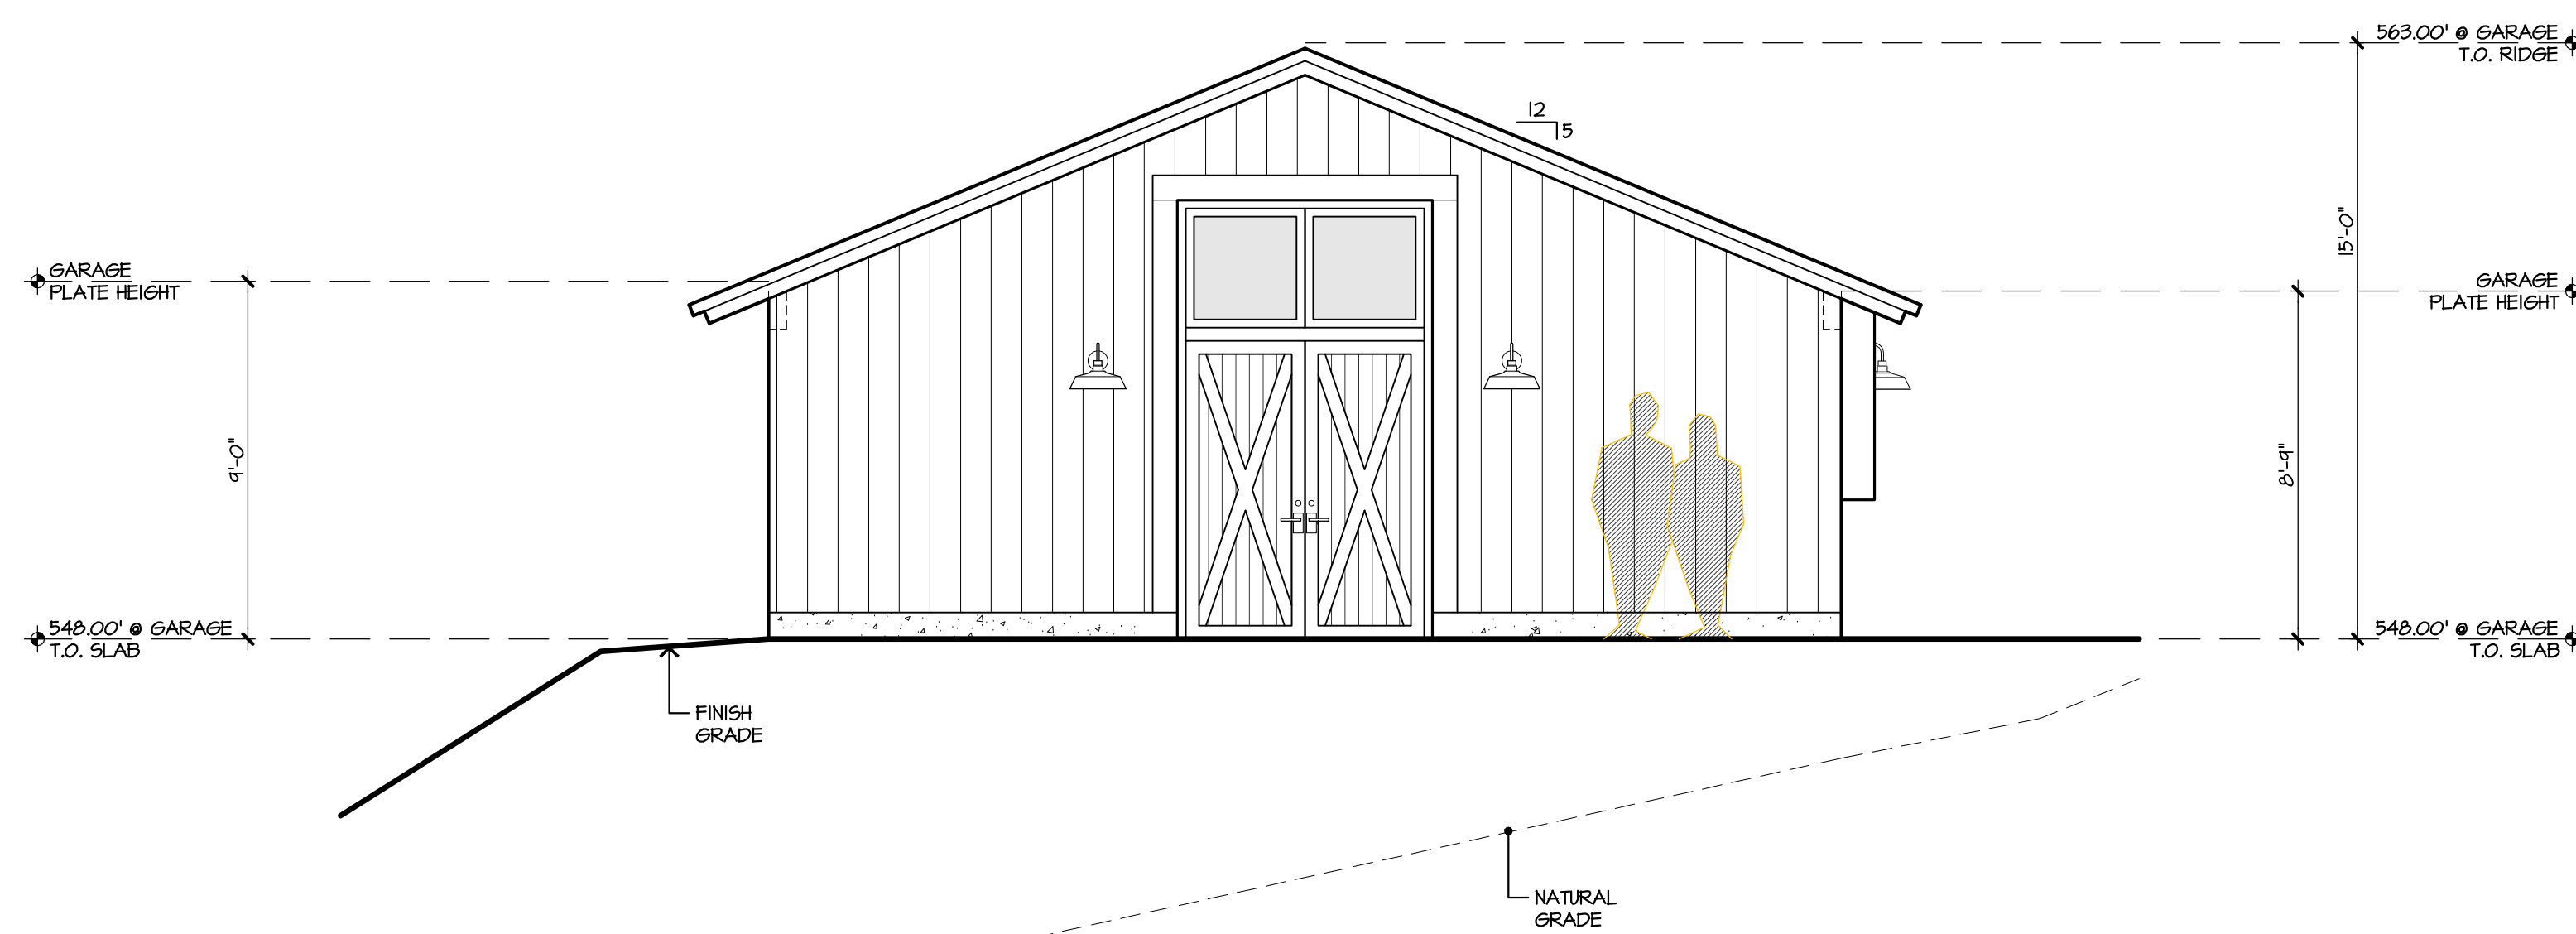 563.00' @ GARAGE
T.O. RIDGE
12
5
15'-0"
GARAGE
PLATE HEIGHT
GARAGE
PLATE HEIGHT
9'-0"
8'-9"
548.00' @ GARAGE
T.O. SLAB
548.00' @ GARAGE
T.O. SLAB
FINISH
GRADE
NATURAL
GRADE